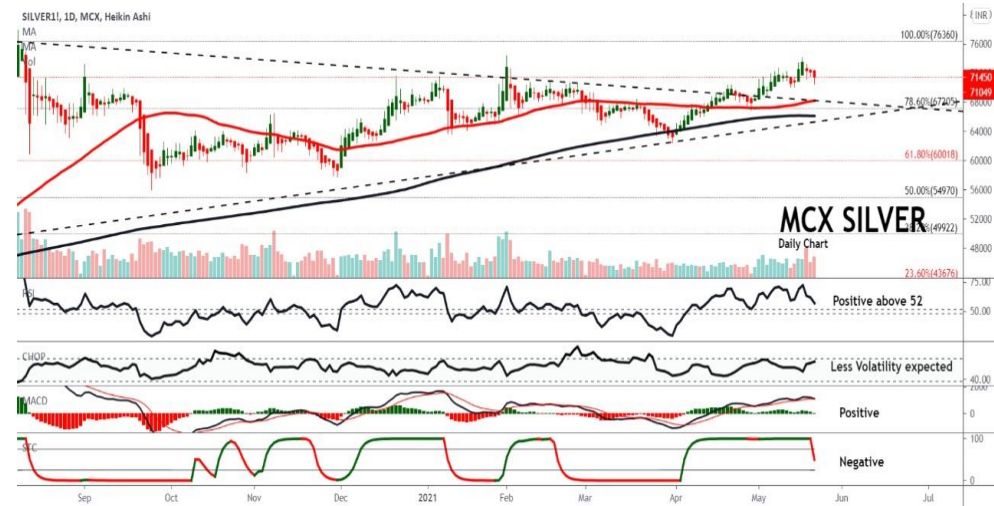 SILVER1!, 1D, MCX, Heikin Ashi
(INR)
MA
MA
Vol
100.00%(76360)
76000
71450
71049
78.60%(67205)
68000
64000
61.80%(60018)
60000
50.00%(54970)
56000
MCX SILVER
Daily Chart
52000
48000
23.60%(43676)
RSI
Positive above 52
75.00
50.00
CHOP
Less Volatility expected
40.00
MACD
Positive
2000
0
STC
Negative
100
0
Sep
Oct
Nov
Dec
2021
Feb
Mar
Apr
May
Jun
Jul